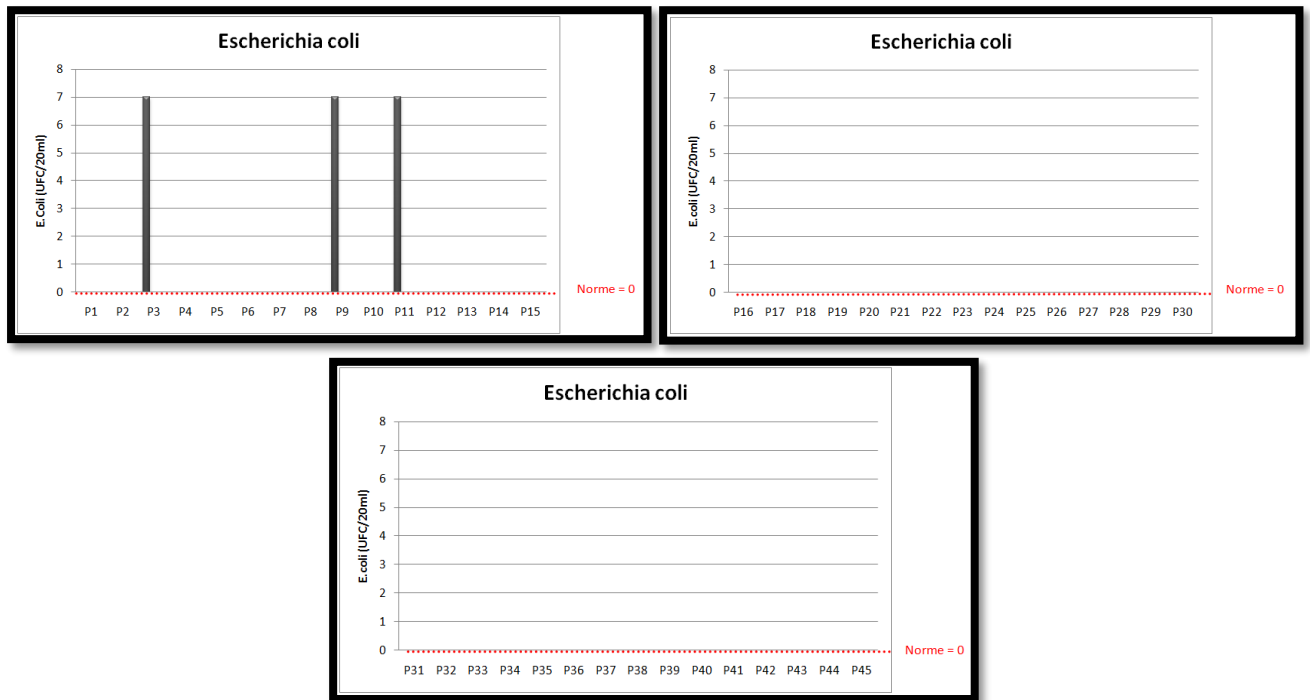 Escherichia coli
E.Coli (UFC/20ml)
8
7
6
5
4
3
2
1
0
P1 P2 P3 P4 P5 P6 P7 P8 P9 P10 P11 P12 P13 P14 P15
Norme = 0
Escherichia coli
E.coli (UFC/20ml)
8
7
6
5
4
3
2
1
0
P16 P17 P18 P19 P20 P21 P22 P23 P24 P25 P26 P27 P28 P29 P30
Norme = 0
Escherichia coli
E.coli (UFC/20ml)
8
7
6
5
4
3
2
1
0
P31 P32 P33 P34 P35 P36 P37 P38 P39 P40 P41 P42 P43 P44 P45
Norme = 0